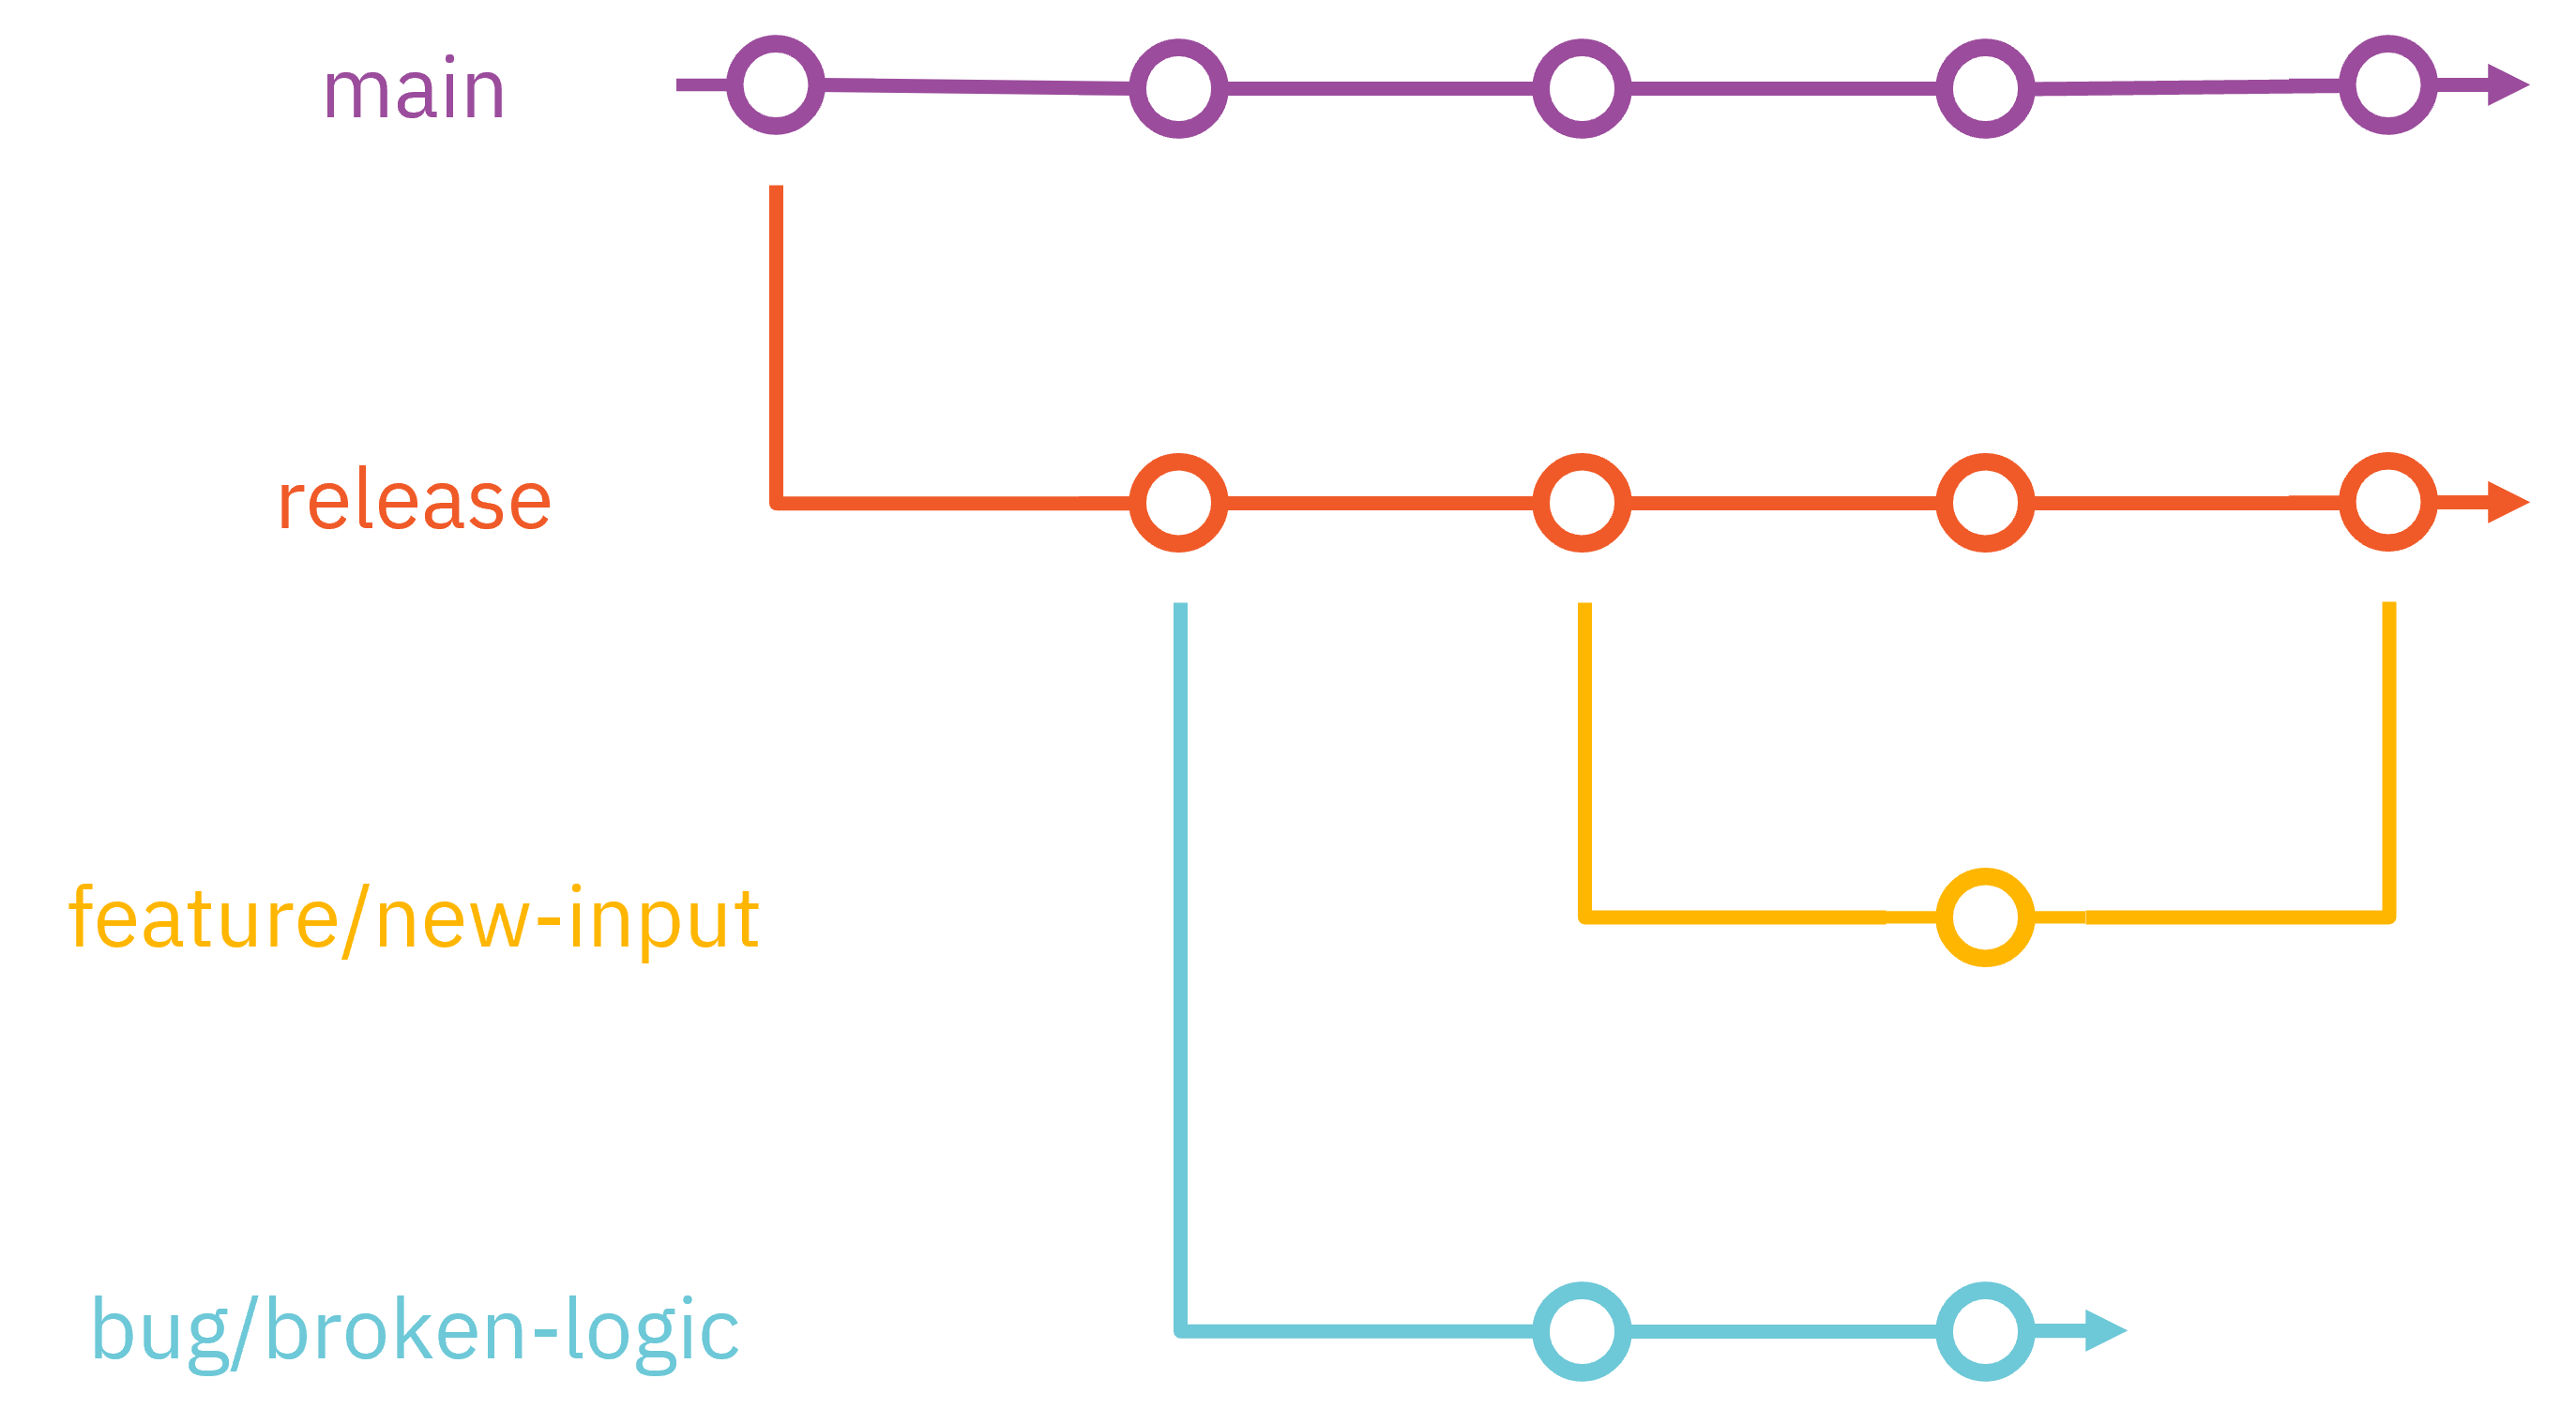 main
release
feature/new-input
bug/broken-logic